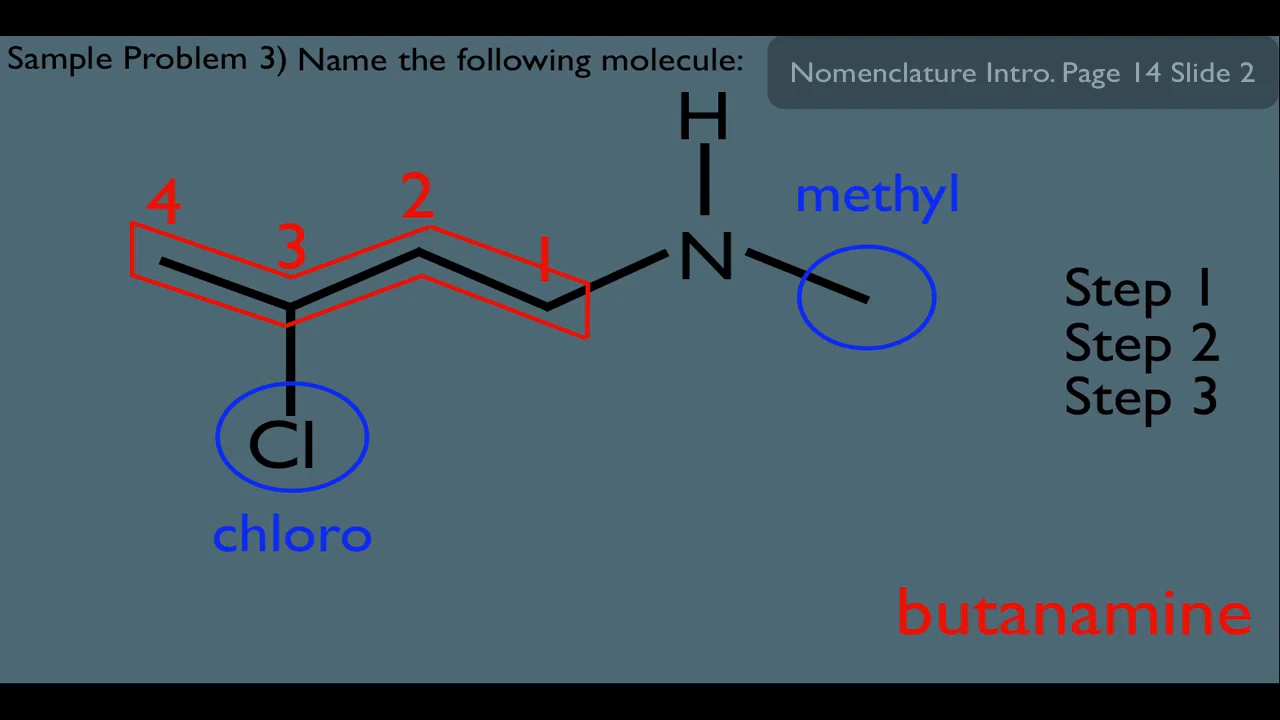 Sample Problem 3) Name the following molecule:
Nomenclature Intro. Page 14 Slide 2
H
methyl
4
3
2
1
N
Step 1
Step 2
Step 3
Cl
chloro
butanamine